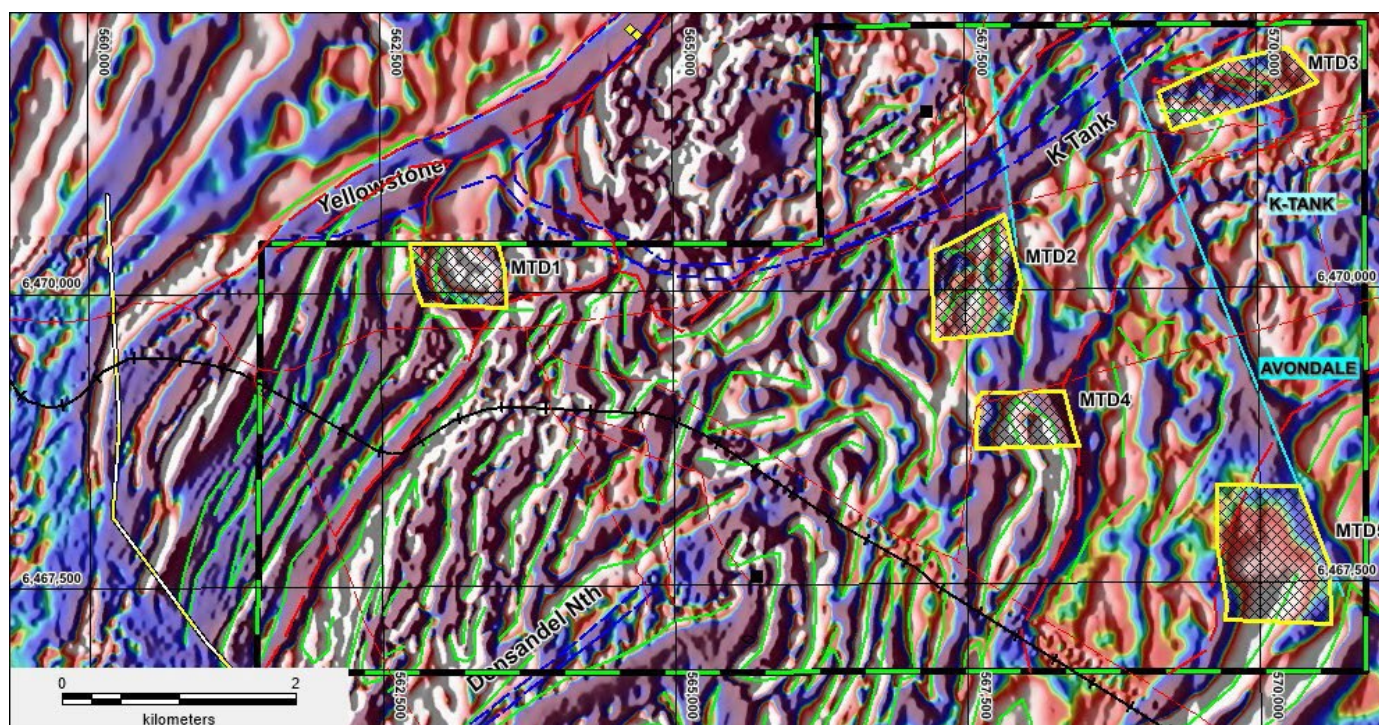 560,000
562,500
565,000
567,500
570,000
MTD3
K Tank
Yellowstone
K-TANK
MTD1
MTD2
6,470,000
6,470,000
AVONDALE
MTD4
MTD5
6,467,500
6,467,500
Densandel Nth
562,500
565,000
567,500
570,000
0 2
kilometers